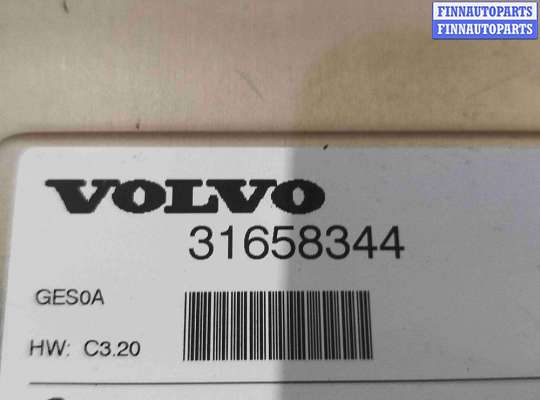 FINNAUTOPARTS
FINNAUTOPARTS
VOLVO
31658344
GES0A
HW: C3.20